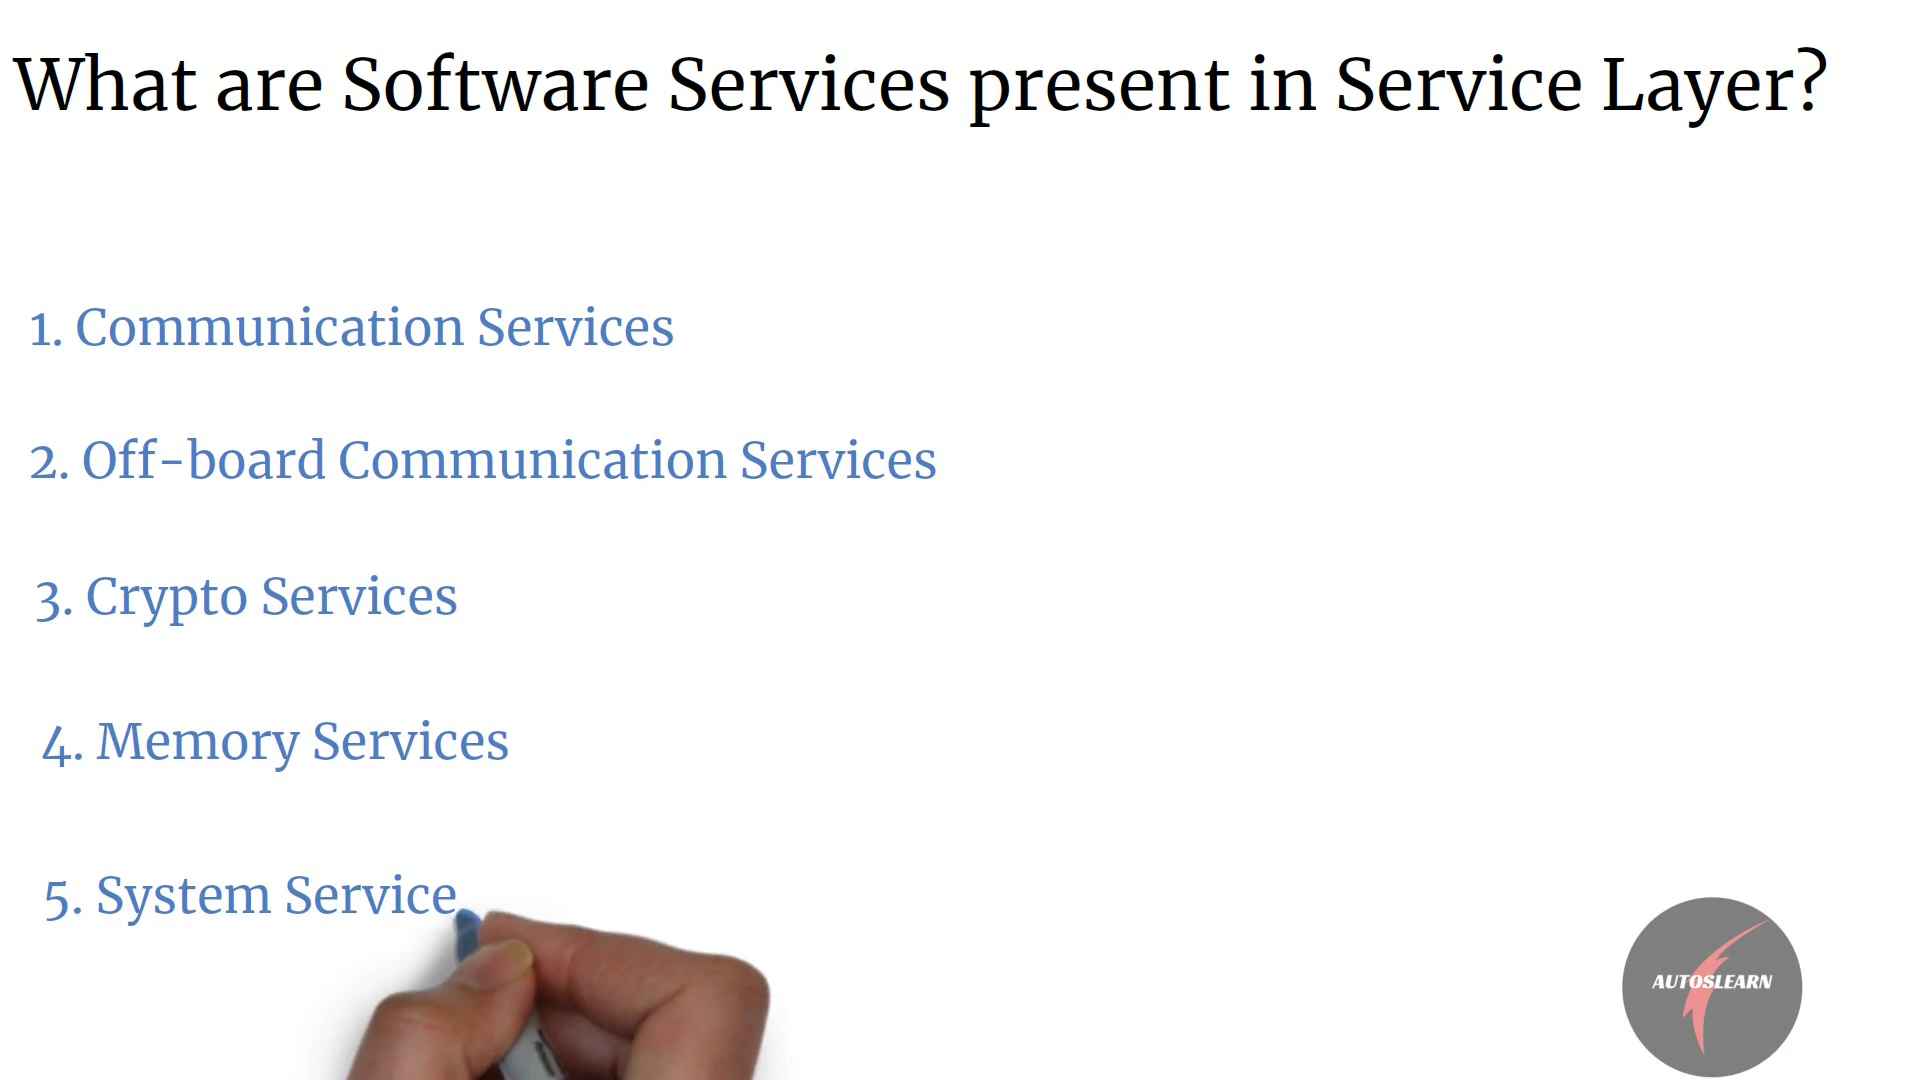 What are Software Services present in Service Layer?
1. Communication Services
2. Off-board Communication Services
3. Crypto Services
4. Memory Services
5. System Service
AUTOSLEARN